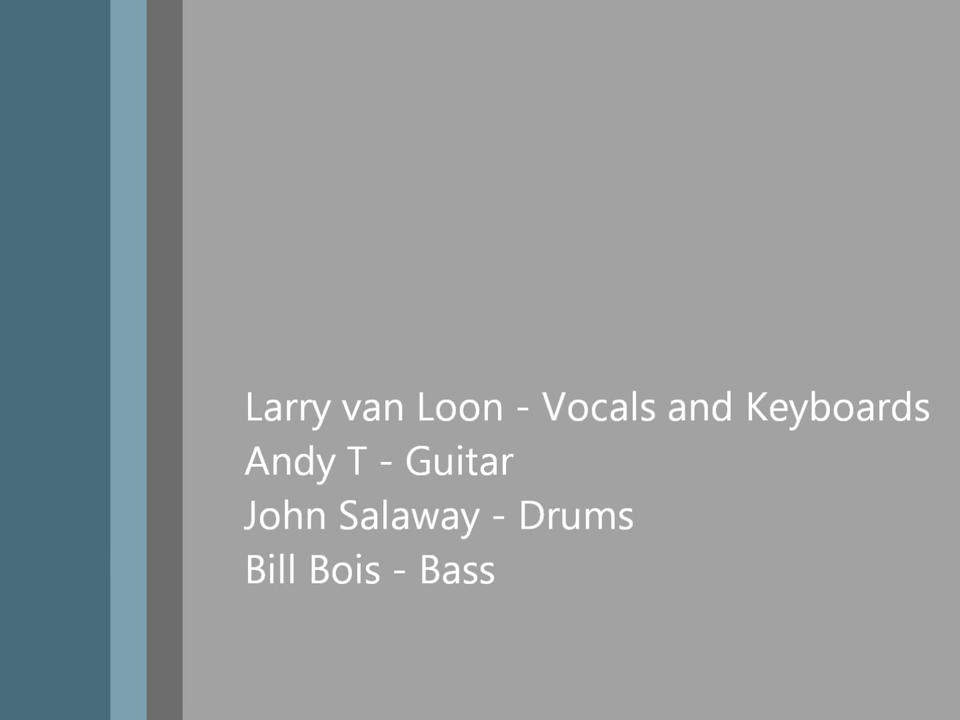 Larry van Loon - Vocals and Keyboards
Andy T - Guitar
John Salaway - Drums
Bill Bois - Bass